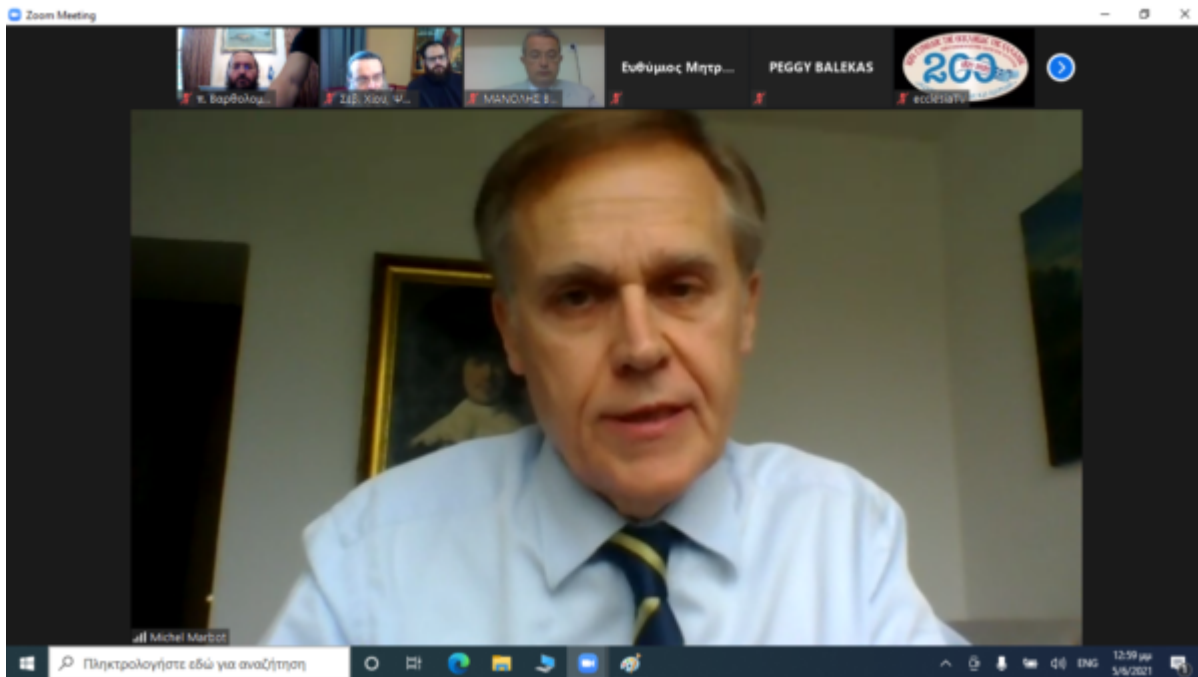 Zoom Meeting
π. Βαρθολομ...
Σεβ. Χίου, Ψ...
ΜΑΝΩΛΗΣ Β...
Ευθύμιος Μητρ...
PEGGY BALEKAS
200
ecclesiaTV
Michel Marbot
Πληκτρολογήστε εδώ για αναζήτηση
ENG
12:59 μμ
5/6/2021